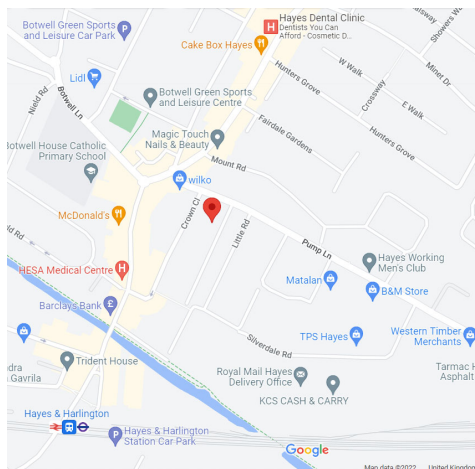 Botwell Green Sports
and Leisure Car Park
Hayes Dental Clinic
Dentists You Can
Afford - Cosmetic D...
Cake Box Hayes
Showers Wa
Minet Dr
Lidl
W Walk
Hunters Grove
Crossway
Nield Rd
Botwell Ln
Botwell Green Sports
and Leisure Centre
E Walk
Fairdale Gardens
Hunters Grove
Magic Touch
Nails & Beauty
Botwell House Catholic
Primary School
Mount Rd
wilko
Crown Cl
McDonald's
Little Rd
Pump Ln
Hayes Working
Men's Club
HESA Medical Centre
Matalan
B&M Store
Barclays Bank
TPS Hayes
Western Timber
Merchants
Silverdale Rd
Trident House
Gavrila
Royal Mail Hayes
Delivery Office
Tarmac H
Asphalt
KCS CASH & CARRY
Hayes & Harlington
Hayes & Harlington
Station Car Park
Google
Map data ©2022 United Kingdom